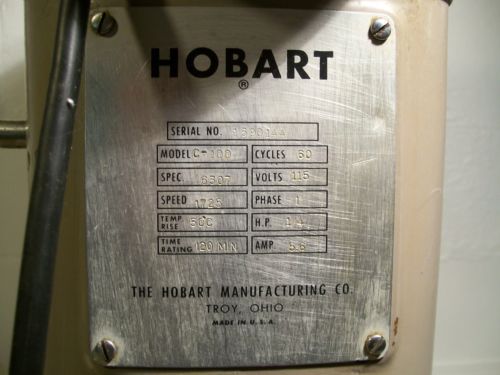 HOBART
®
SERIAL NO.
MODEL C-100 CYCLES 60
SPEC 6507 VOLTS 115
SPEED 1725 PHASE 1
TEMP RISE 50C H.P. 1/4
TIME RATING 120 MIN AMP. 5.6
THE HOBART MANUFACTURING CO.
TROY, OHIO
MADE IN U.S.A.